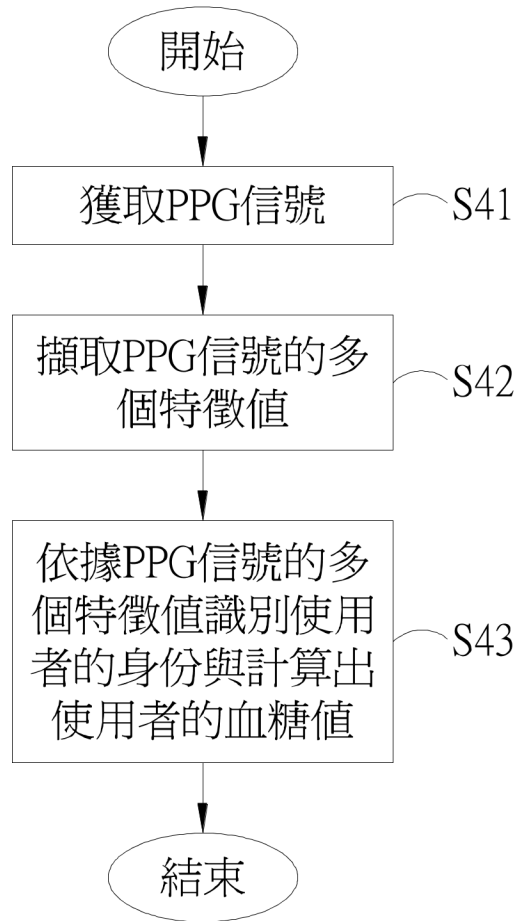 開始
獲取PPG信號
S41
擷取PPG信號的多
個特徵值
S42
依據PPG信號的多
個特徵值識別使用
者的身份與計算出
使用者的血糖值
S43
結束